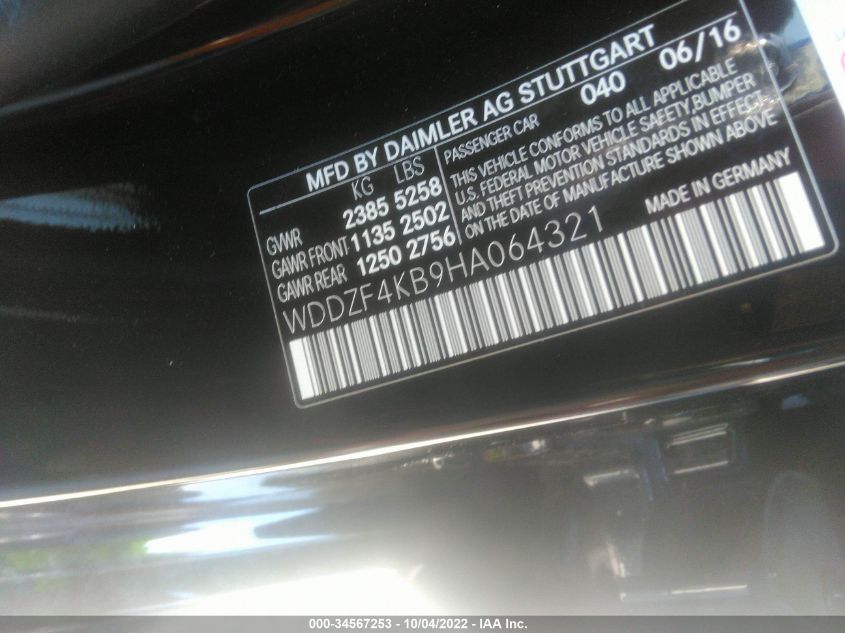 MFD BY DAIMLER AG STUTTGART
KG LBS
GVWR 2385 5258
GAWR FRONT 1135 2502
GAWR REAR 1250 2756
PASSENGER CAR 040 06/16
THIS VEHICLE CONFORMS TO ALL APPLICABLE
U.S. FEDERAL MOTOR VEHICLE SAFETY, BUMPER
AND THEFT PREVENTION STANDARDS IN EFFECT
ON THE DATE OF MANUFACTURE SHOWN ABOVE
WDDZF4KB9HA064321
MADE IN GERMANY
000-34567253 - 10/04/2022 - IAA Inc.